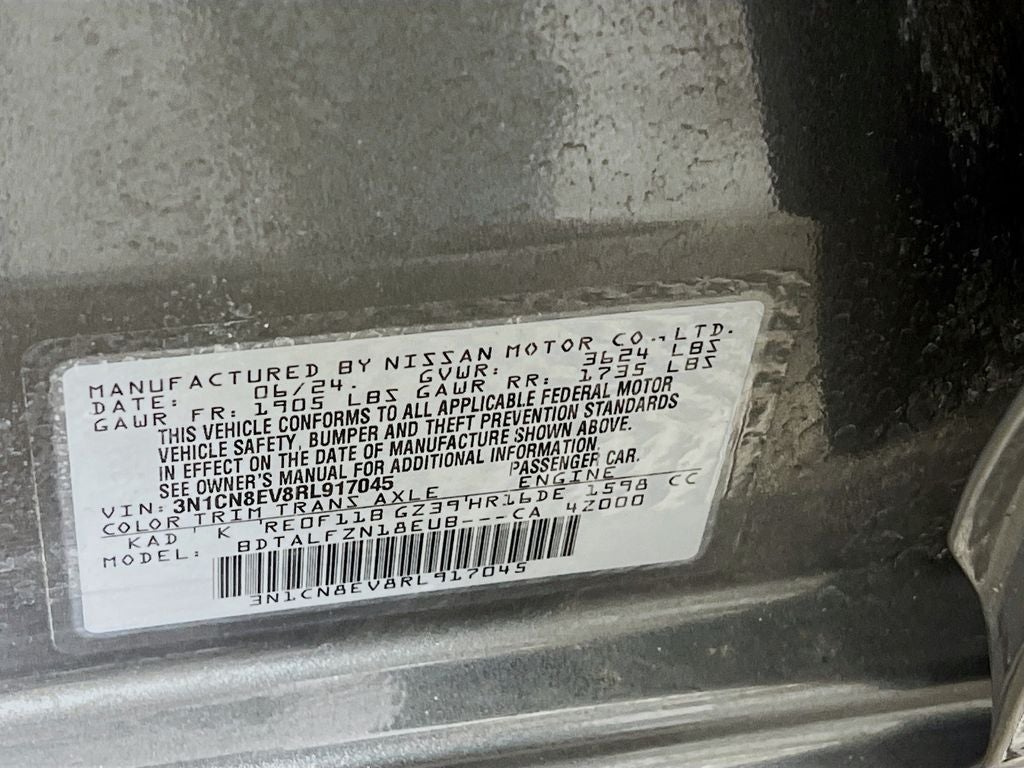 MANUFACTURED BY NISSAN MOTOR CO., LTD.
DATE: 06/24. GVWR: 3624 LBS
GAWR FR: 1905 LBS GAWR RR: 1735 LBS
THIS VEHICLE CONFORMS TO ALL APPLICABLE FEDERAL MOTOR
VEHICLE SAFETY, BUMPER AND THEFT PREVENTION STANDARDS
IN EFFECT ON THE DATE OF MANUFACTURE SHOWN ABOVE.
SEE OWNER'S MANUAL FOR ADDITIONAL INFORMATION.
VIN: 3N1CN8EV8RL917045 PASSENGER CAR.
COLOR TRIM TRANS AXLE ENGINE
KAD K RE0F11B GZ39 HR16DE 1598 CC
MODEL: BDTALFZN18EUB---CA 4Z000
3N1CN8EV8RL917045